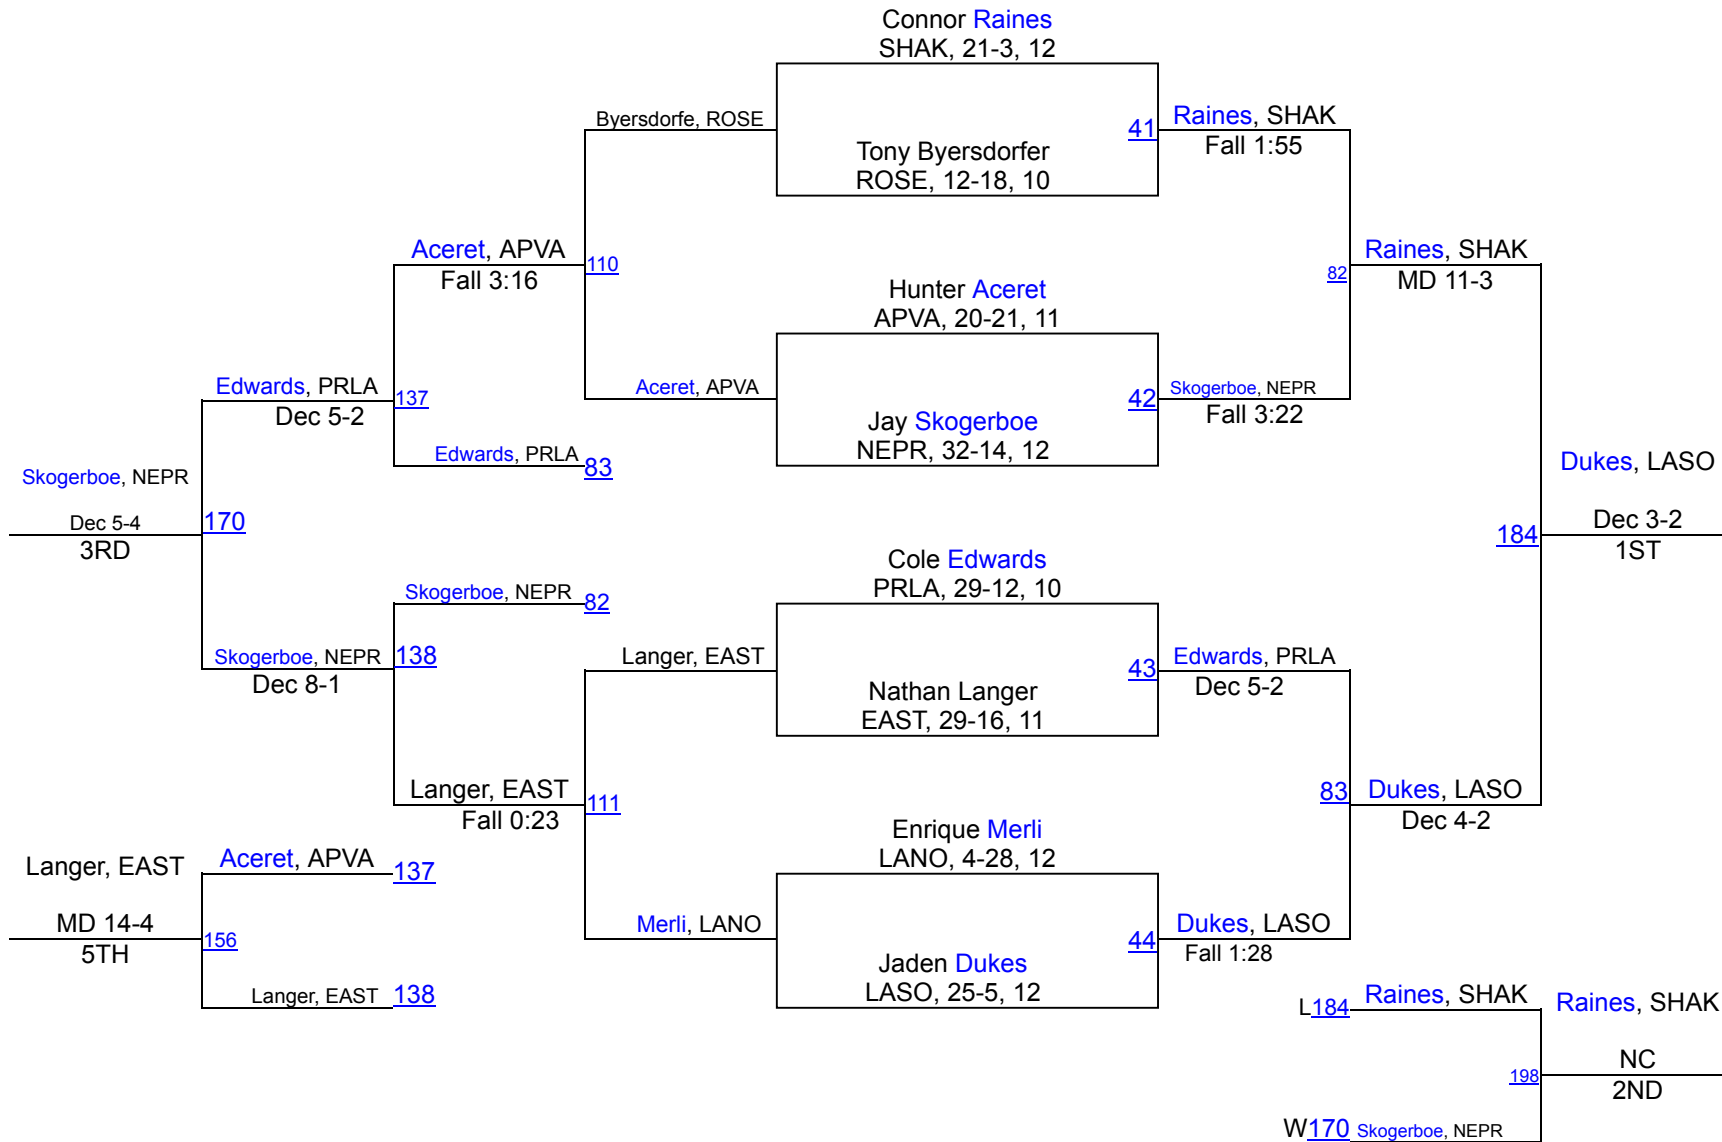 Connor Raines
SHAK, 21-3, 12
Byersdorfe, ROSE
41
Raines, SHAK
Fall 1:55
Tony Byersdorfer
ROSE, 12-18, 10
Aceret, APVA
Fall 3:16
110
82
Raines, SHAK
MD 11-3
Hunter Aceret
APVA, 20-21, 11
Edwards, PRLA
Dec 5-2
137
Aceret, APVA
42
Skogerboe, NEPR
Fall 3:22
Jay Skogerboe
NEPR, 32-14, 12
Edwards, PRLA
83
Skogerboe, NEPR
Dec 5-4
3RD
170
Dukes, LASO
184
Dec 3-2
1ST
Cole Edwards
PRLA, 29-12, 10
Skogerboe, NEPR
82
Skogerboe, NEPR
Dec 8-1
138
Langer, EAST
43
Edwards, PRLA
Dec 5-2
Nathan Langer
EAST, 29-16, 11
Langer, EAST
Fall 0:23
111
83
Dukes, LASO
Dec 4-2
Enrique Merli
LANO, 4-28, 12
Langer, EAST
Aceret, APVA
137
MD 14-4
5TH
156
Merli, LANO
44
Dukes, LASO
Fall 1:28
Jaden Dukes
LASO, 25-5, 12
Langer, EAST
138
L184
Raines, SHAK
Raines, SHAK
198
NC
2ND
W170
Skogerboe, NEPR